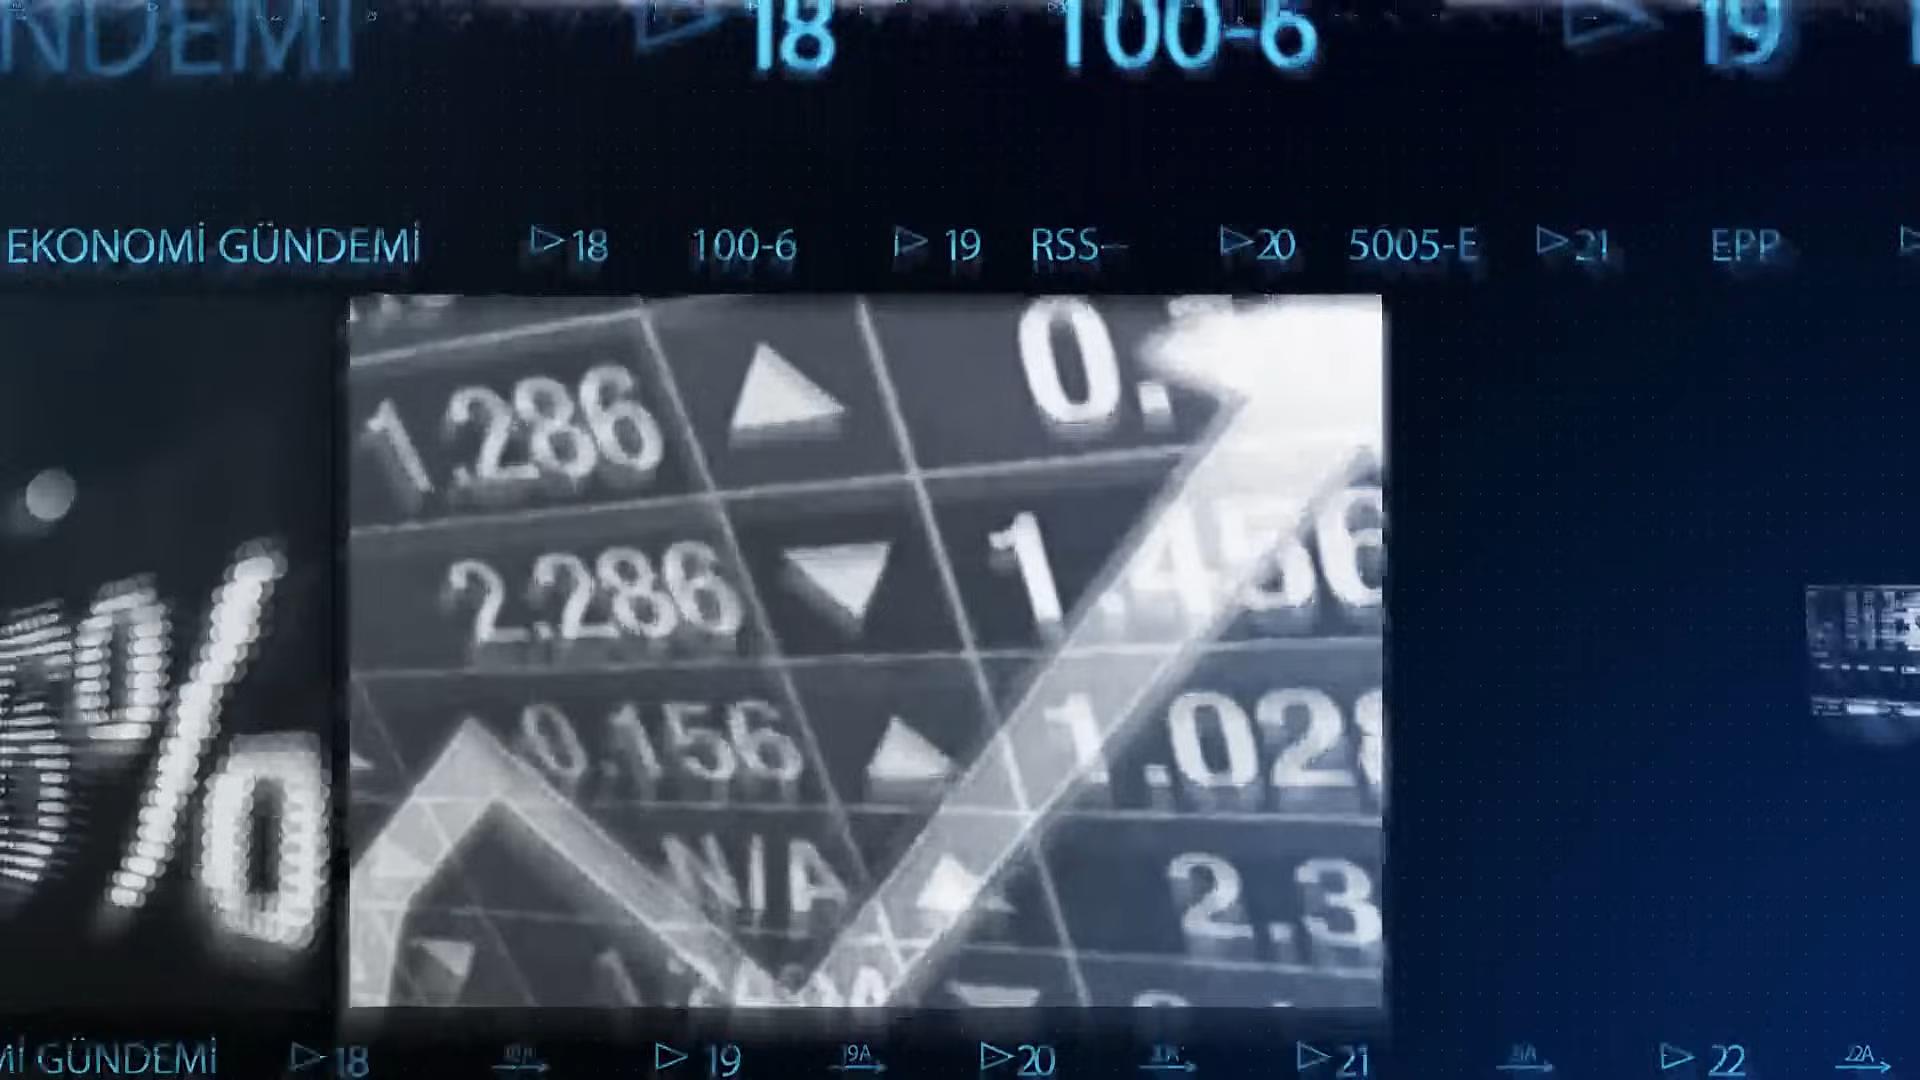 NDEMİ 18 100-6 19
EKONOMİ GÜNDEMİ 18 100-6 19 RSS- 20 5005-E 21 EPP
1.286 0.
2.286 1.456
0.156 1.028
N/A 2.3
%
Mİ GÜNDEMİ 18 19 19A 20 21 22 22A